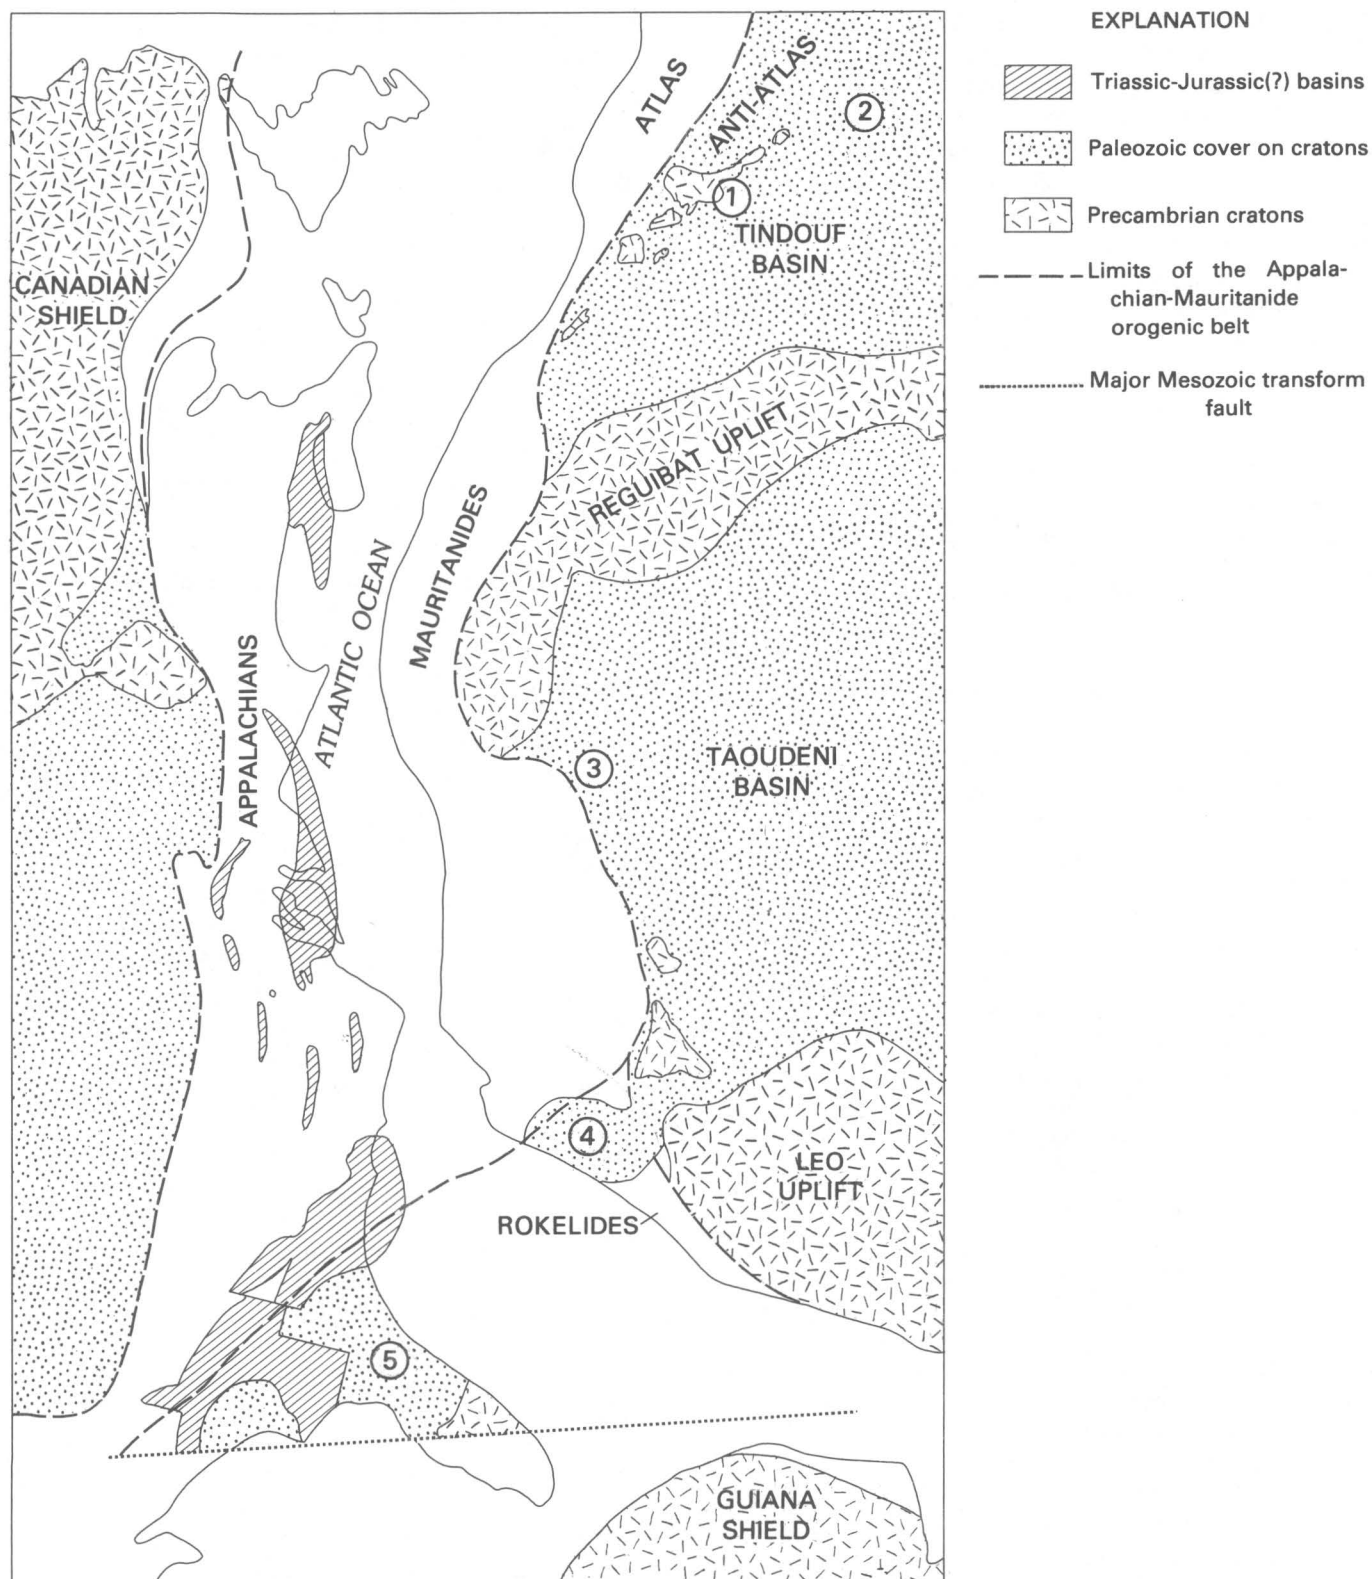 EXPLANATION
Triassic-Jurassic(?) basins
Paleozoic cover on cratons
Precambrian cratons
Limits of the Appala-
chian-Mauritanide
orogenic belt
Major Mesozoic transform
fault
ATLAS
ANTI-ATLAS
2
1
TINDOUF
BASIN
CANADIAN
SHIELD
REGUIBAT UPLIFT
MAURITANIDES
ATLANTIC OCEAN
APPALACHIANS
3
TAOUDENI
BASIN
4
LEO
UPLIFT
ROKELIDES
5
GUIANA
SHIELD